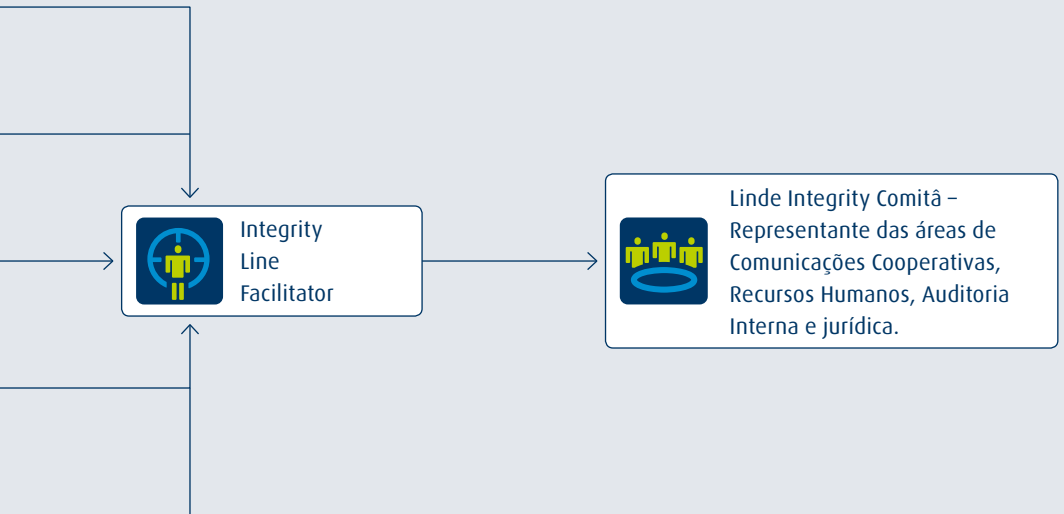 Integrity
Line
Facilitator
Linde Integrity Comitâ –
Representante das áreas de
Comunicações Cooperativas,
Recursos Humanos, Auditoria
Interna e jurídica.